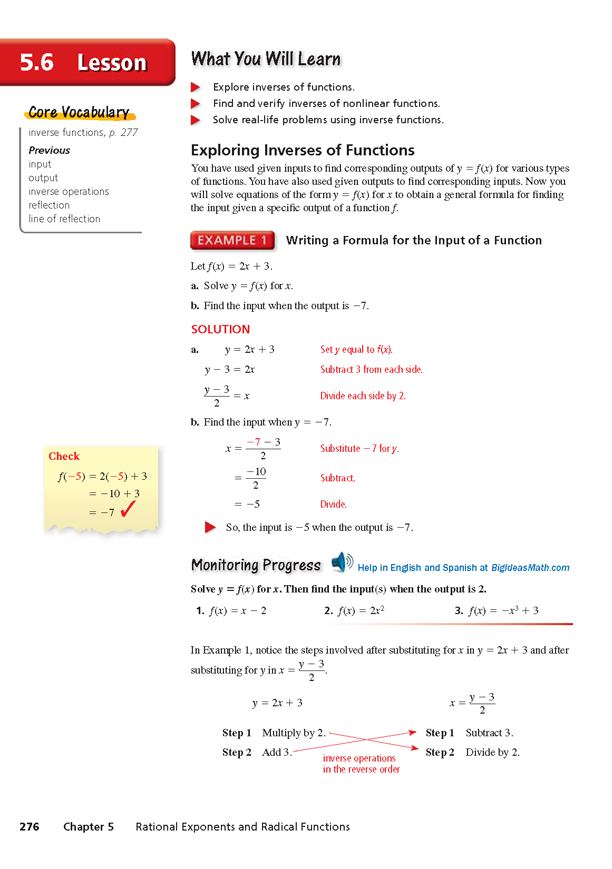 5.6 Lesson
What You Will Learn
Explore inverses of functions.
Find and verify inverses of nonlinear functions.
Solve real-life problems using inverse functions.
Core Vocabulary
inverse functions, p. 277
Previous
input
output
inverse operations
reflection
line of reflection
Exploring Inverses of Functions
You have used given inputs to find corresponding outputs of y = f(x) for various types
of functions. You have also used given outputs to find corresponding inputs. Now you
will solve equations of the form y = f(x) for x to obtain a general formula for finding
the input given a specific output of a function f.
EXAMPLE 1 Writing a Formula for the Input of a Function
Let f(x) = 2x + 3.
a. Solve y = f(x) for x.
b. Find the input when the output is −7.
SOLUTION
a. y = 2x + 3 Set y equal to f(x).
y − 3 = 2x Subtract 3 from each side.
y − 3
2
= x Divide each side by 2.
b. Find the input when y = −7.
x =
−7 − 3
2
Substitute −7 for y.
=
−10
2
Subtract.
= −5 Divide.
So, the input is −5 when the output is −7.
Check
f(−5) = 2(−5) + 3
= −10 + 3
= −7 ✓
Monitoring Progress Help in English and Spanish at BigIdeasMath.com
Solve y = f(x) for x. Then find the input(s) when the output is 2.
1. f(x) = x − 2 2. f(x) = 2x² 3. f(x) = −x³ + 3
In Example 1, notice the steps involved after substituting for x in y = 2x + 3 and after
substituting for y in x =
y − 3
2
.
y = 2x + 3 x =
y − 3
2
Step 1 Multiply by 2. Step 1 Subtract 3.
Step 2 Add 3. Step 2 Divide by 2.
inverse operations
in the reverse order
276 Chapter 5 Rational Exponents and Radical Functions